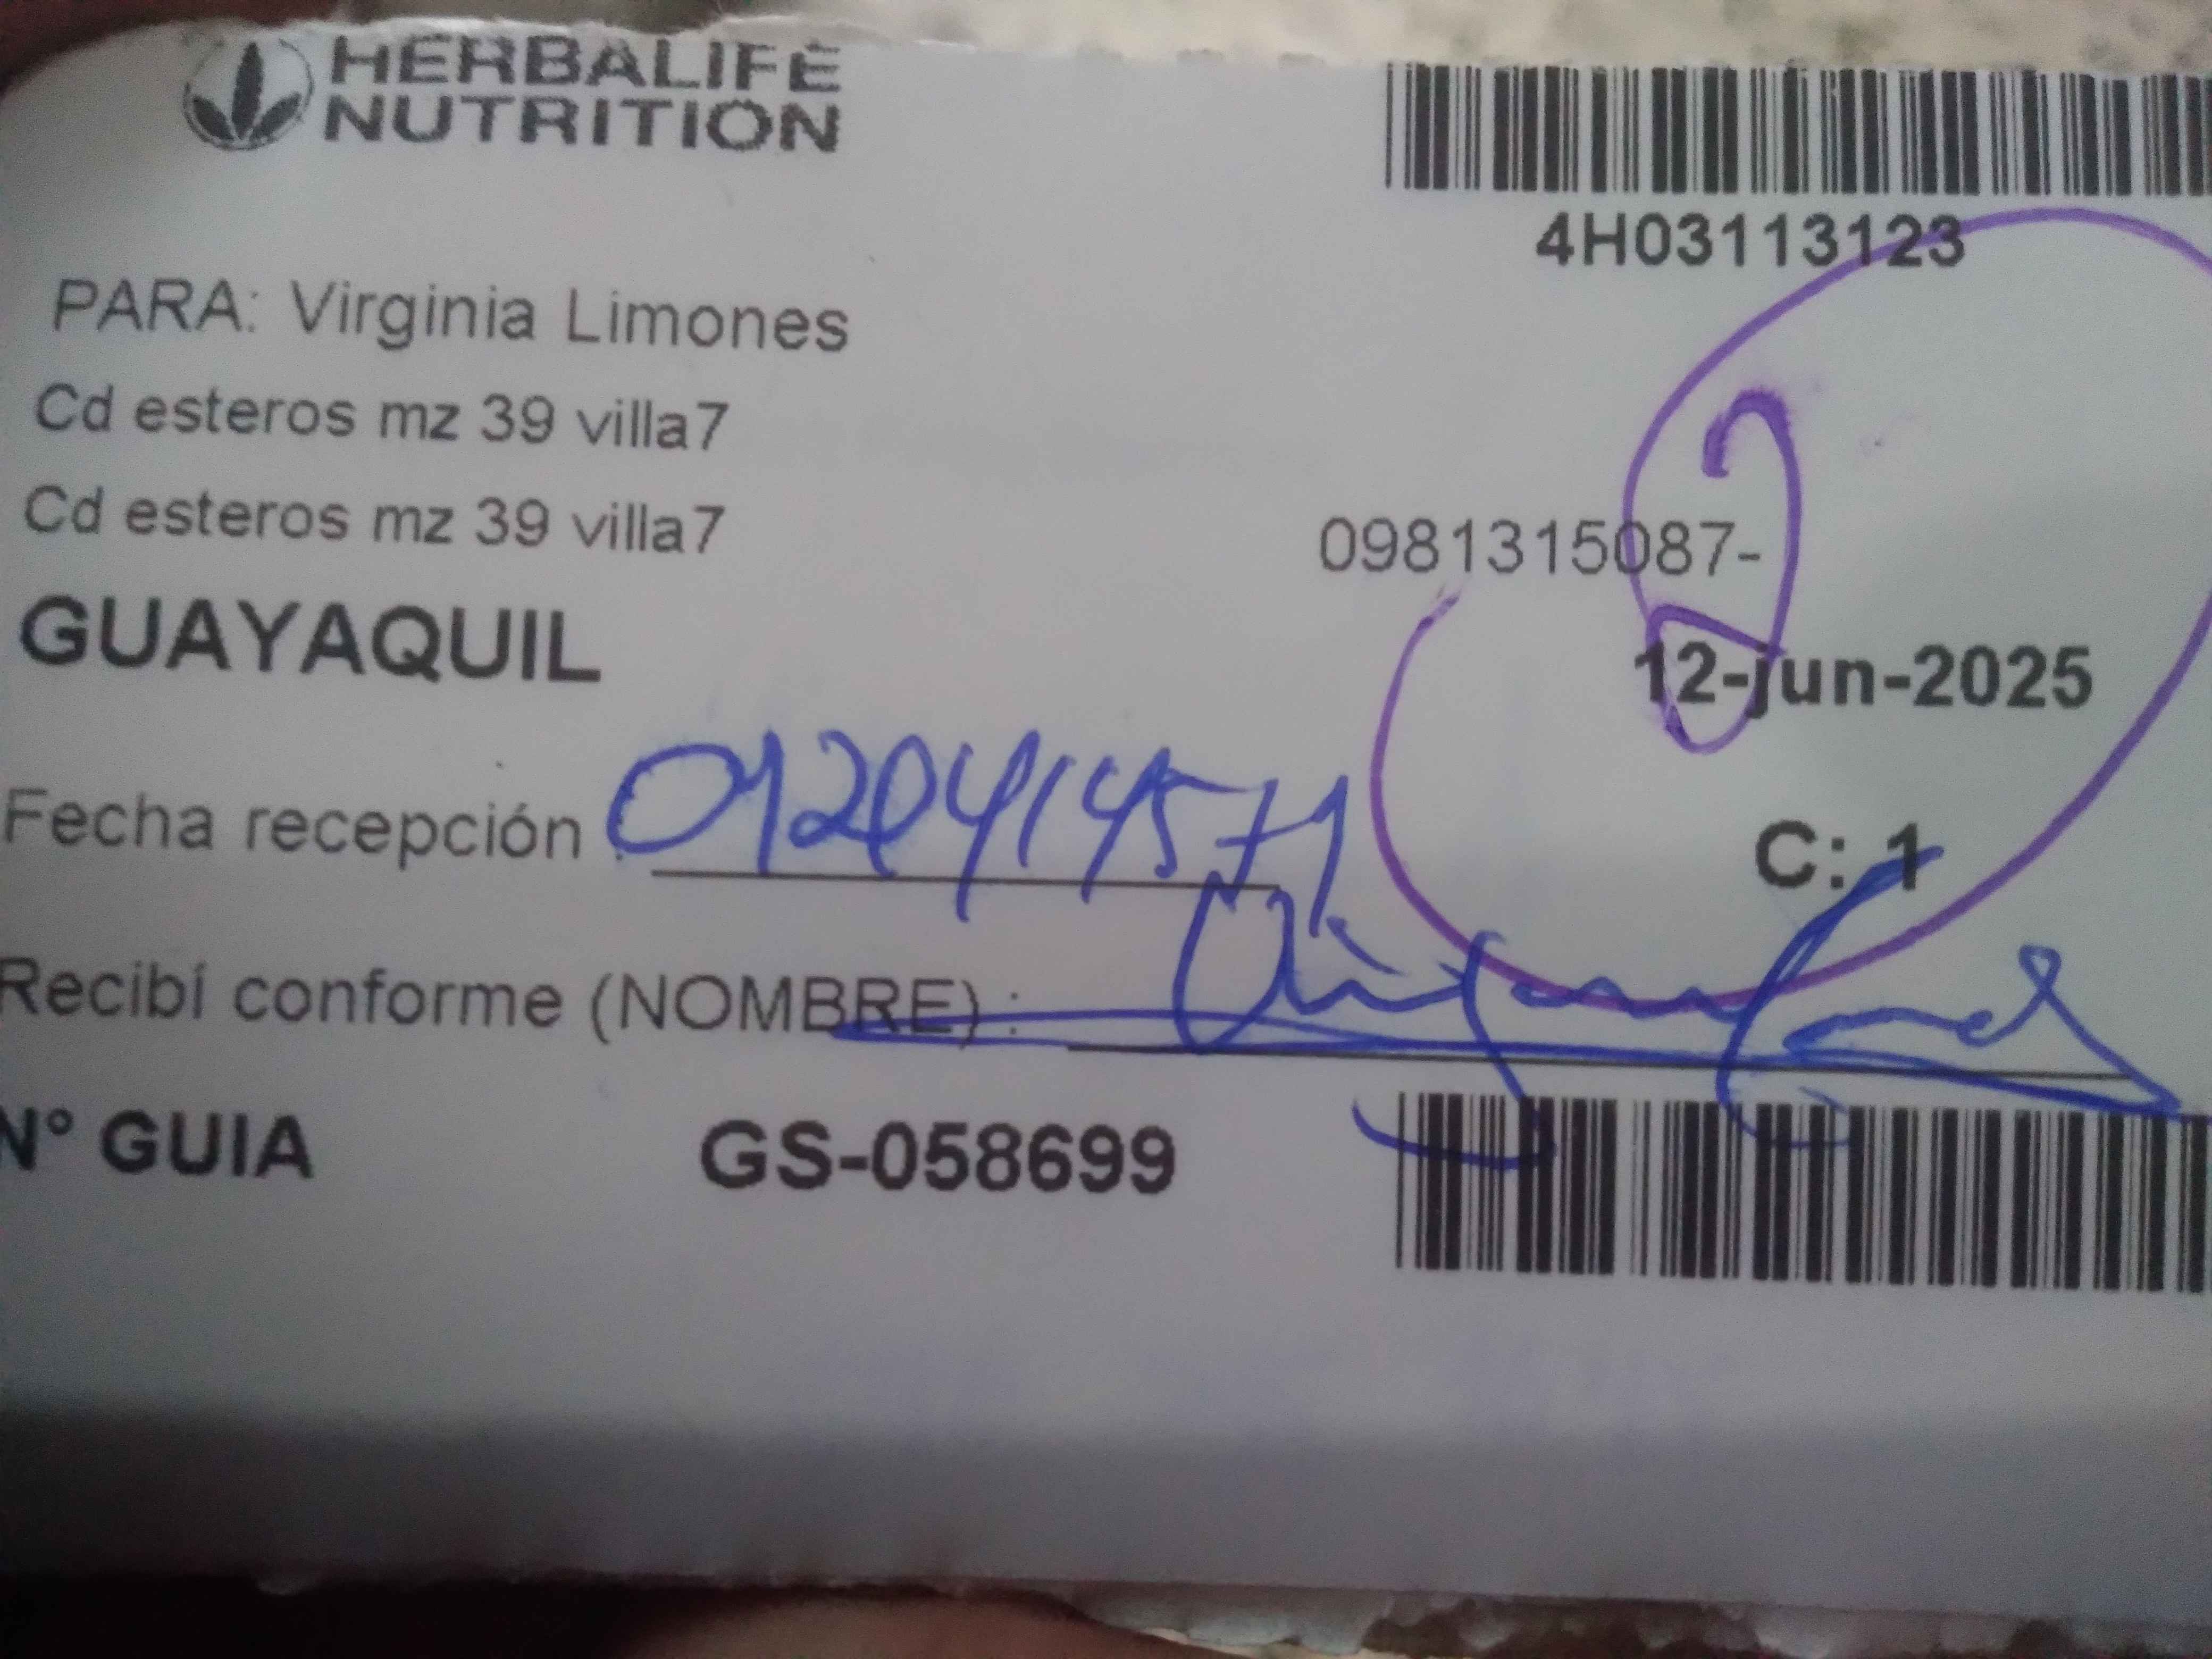 HERBALIFE
NUTRITION
4H03113123
PARA: Virginia Limones
Cd esteros mz 39 villa7
Cd esteros mz 39 villa7
0981315087-
GUAYAQUIL
12-jun-2025
Fecha recepción : 0920414571
C: 1
Recibí conforme (NOMBRE) :
N° GUIA GS-058699